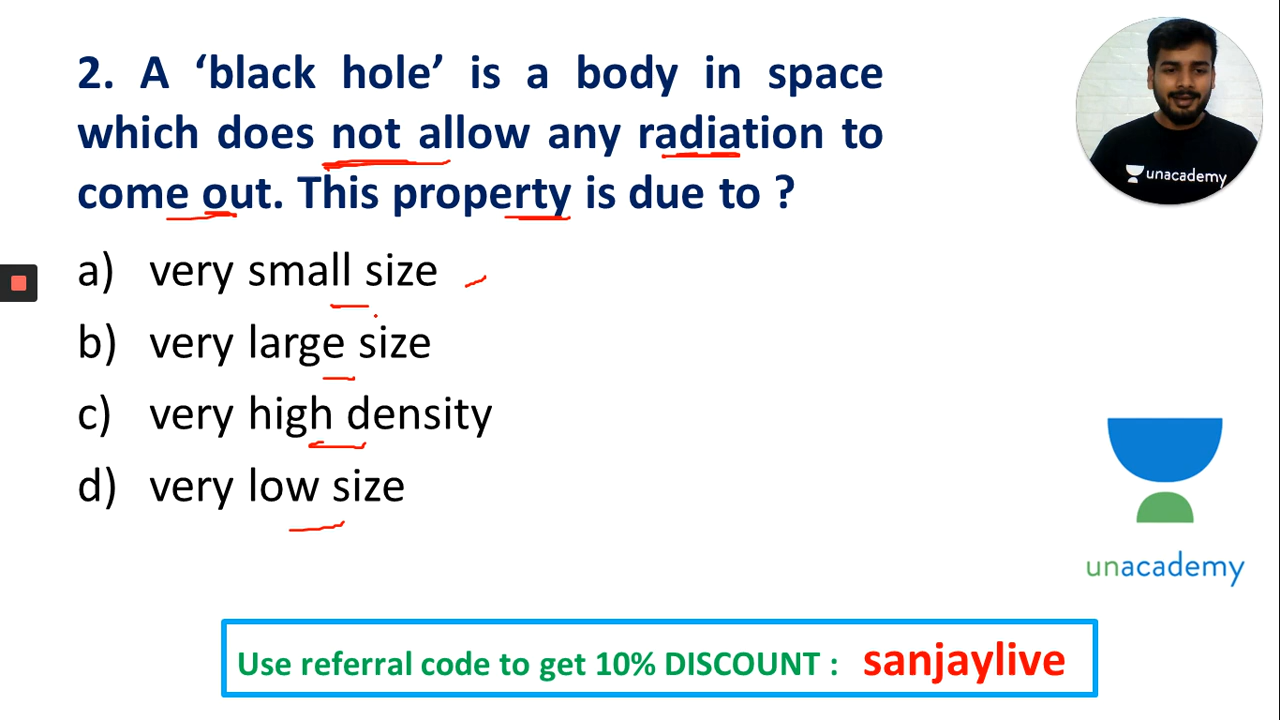 2. A ‘black hole’ is a body in space
which does not allow any radiation to
come out. This property is due to ?
a) very small size
b) very large size
c) very high density
d) very low size
unacademy
unacademy
Use referral code to get 10% DISCOUNT : sanjaylive